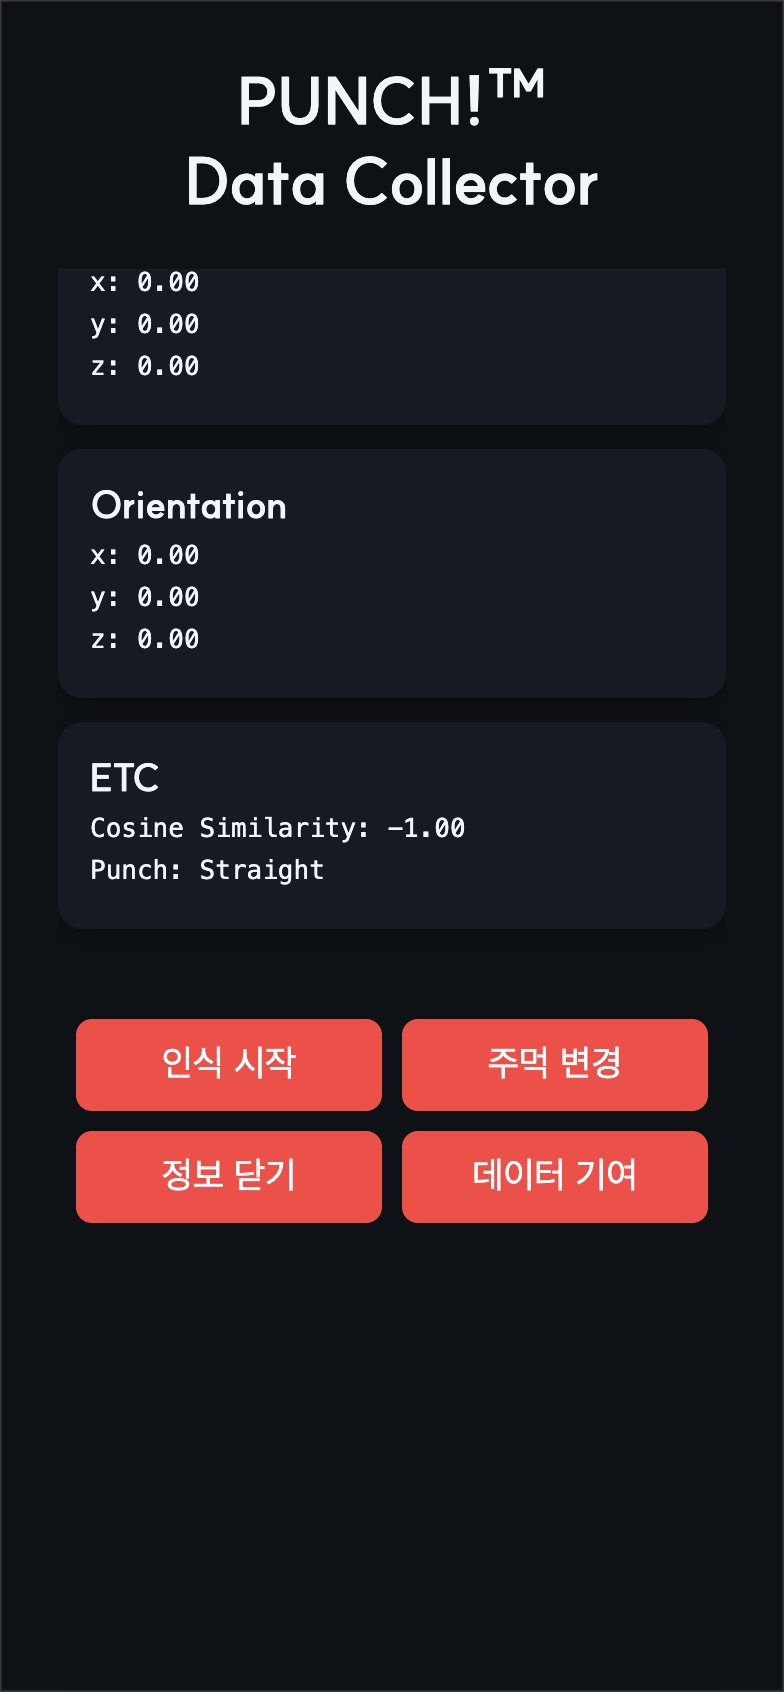 PUNCH!™
Data Collector
x: 0.00
y: 0.00
z: 0.00
Orientation
x: 0.00
y: 0.00
z: 0.00
ETC
Cosine Similarity: -1.00
Punch: Straight
인식 시작
주먹 변경
정보 닫기
데이터 기여